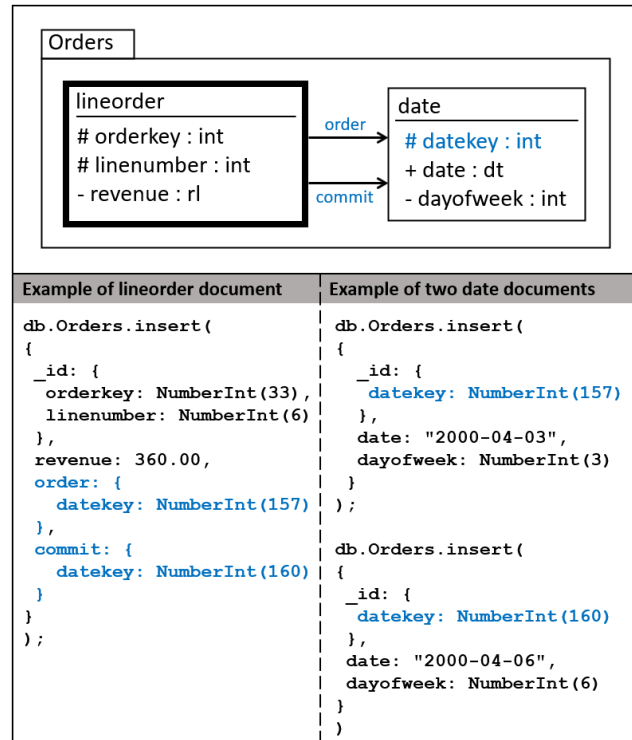 Orders
lineorder
# orderkey : int
# linenumber : int
- revenue : rl
order
commit
date
# datekey : int
+ date : dt
- dayofweek : int
Example of lineorder document
db.Orders.insert(
{
_id: {
orderkey: NumberInt(33),
linenumber: NumberInt(6)
},
revenue: 360.00,
order: {
datekey: NumberInt(157)
},
commit: {
datekey: NumberInt(160)
}
}
);
Example of two date documents
db.Orders.insert(
{
_id: {
datekey: NumberInt(157)
},
date: "2000-04-03",
dayofweek: NumberInt(3)
}
);
db.Orders.insert(
{
_id: {
datekey: NumberInt(160)
},
date: "2000-04-06",
dayofweek: NumberInt(6)
}
)